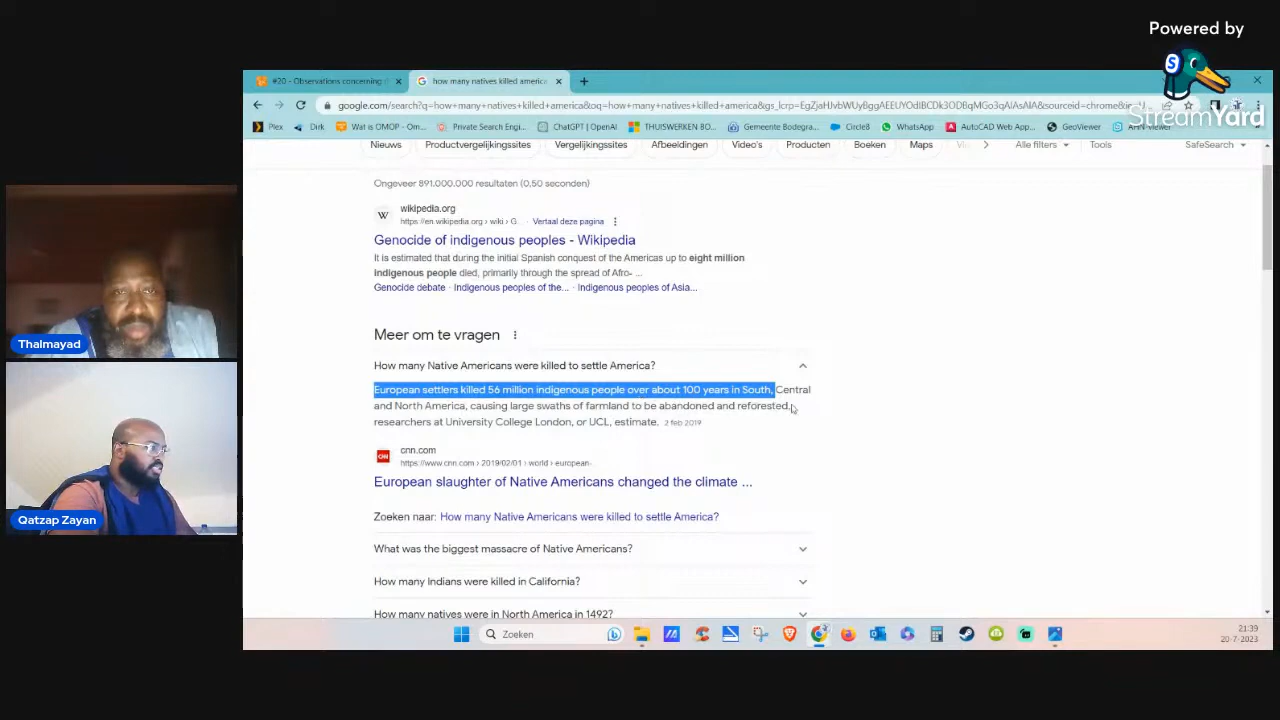 Powered by
StreamYard
#20 - Observations concerning
how many natives killed america
google.com/search?q=how+many+natives+killed+america&oq=how+many+natives+killed+america&gs_lcrp=
Plex
Dirk
Wat is OMOP - Om...
Private Search Engi...
ChatGPT | OpenAI
THUISWERKEN BO...
Gemeente Bodegra...
Circle8
WhatsApp
AutoCAD Web App...
GeoViewer
AHN-viewer
Nieuws
Productvergelijkingssites
Vergelijkingssites
Afbeeldingen
Video's
Producten
Boeken
Maps
Alle filters
Tools
SafeSearch
Ongeveer 891.000.000 resultaten (0,50 seconden)
W
wikipedia.org
https://en.wikipedia.org › wiki › G... Vertaal deze pagina
Genocide of indigenous peoples - Wikipedia
It is estimated that during the initial Spanish conquest of the Americas up to eight million
indigenous people died, primarily through the spread of Afro- ...
Genocide debate · Indigenous peoples of the... · Indigenous peoples of Asia...
Meer om te vragen
How many Native Americans were killed to settle America?
European settlers killed 56 million indigenous people over about 100 years in South, Central
and North America, causing large swaths of farmland to be abandoned and reforested,
researchers at University College London, or UCL, estimate. 2 feb 2019
cnn.com
https://www.cnn.com › 2019/02/01 › world › european-
European slaughter of Native Americans changed the climate ...
Zoeken naar: How many Native Americans were killed to settle America?
What was the biggest massacre of Native Americans?
How many Indians were killed in California?
How many natives were in North America in 1492?
Thalmayad
Qatzap Zayan
Zoeken
21:39
20-7-2023